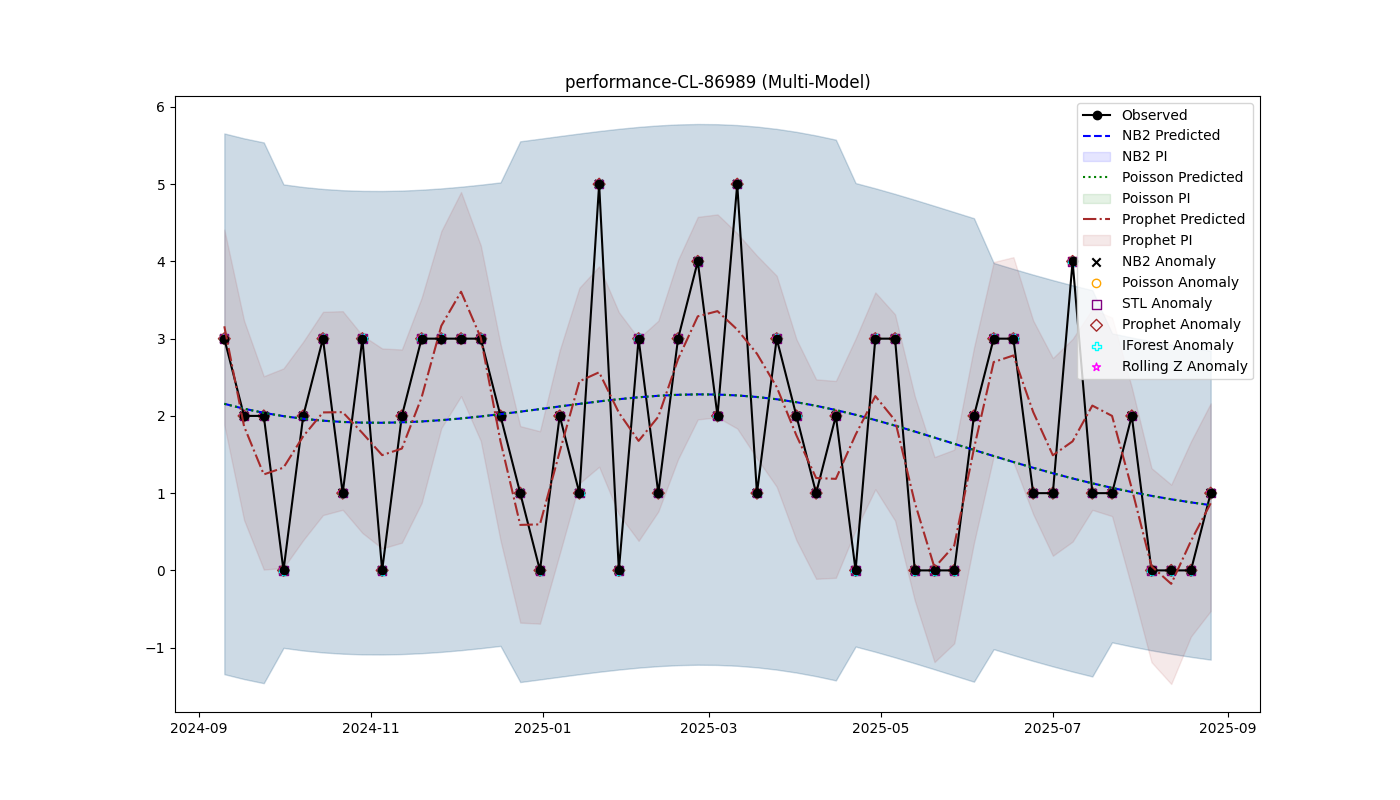 performance-CL-86989 (Multi-Model)
6
5
4
3
2
1
0
−1
2024-09
2024-11
2025-01
2025-03
2025-05
2025-07
2025-09
Observed
NB2 Predicted
NB2 PI
Poisson Predicted
Poisson PI
Prophet Predicted
Prophet PI
NB2 Anomaly
Poisson Anomaly
STL Anomaly
Prophet Anomaly
IForest Anomaly
Rolling Z Anomaly